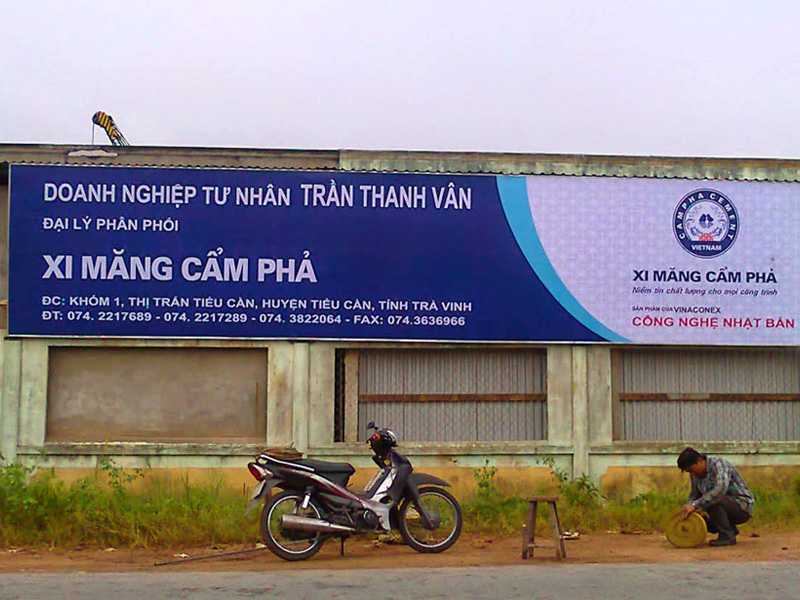 DOANH NGHIỆP TƯ NHÂN TRẦN THANH VÂN
ĐẠI LÝ PHÂN PHỐI
XI MĂNG CẨM PHẢ
ĐC: KHÓM 1, THỊ TRẤN TIỂU CẦN, HUYỆN TIỂU CẦN, TỈNH TRÀ VINH
ĐT: 074. 2217689 - 074. 2217289 - 074. 3822064 - FAX: 074.3636966
CAMPHA CEMENT
VIETNAM
XI MĂNG CẨM PHẢ
Niềm tin chất lượng cho mọi công trình
SẢN PHẨM CỦA VINACONEX
CÔNG NGHỆ NHẬT BẢN